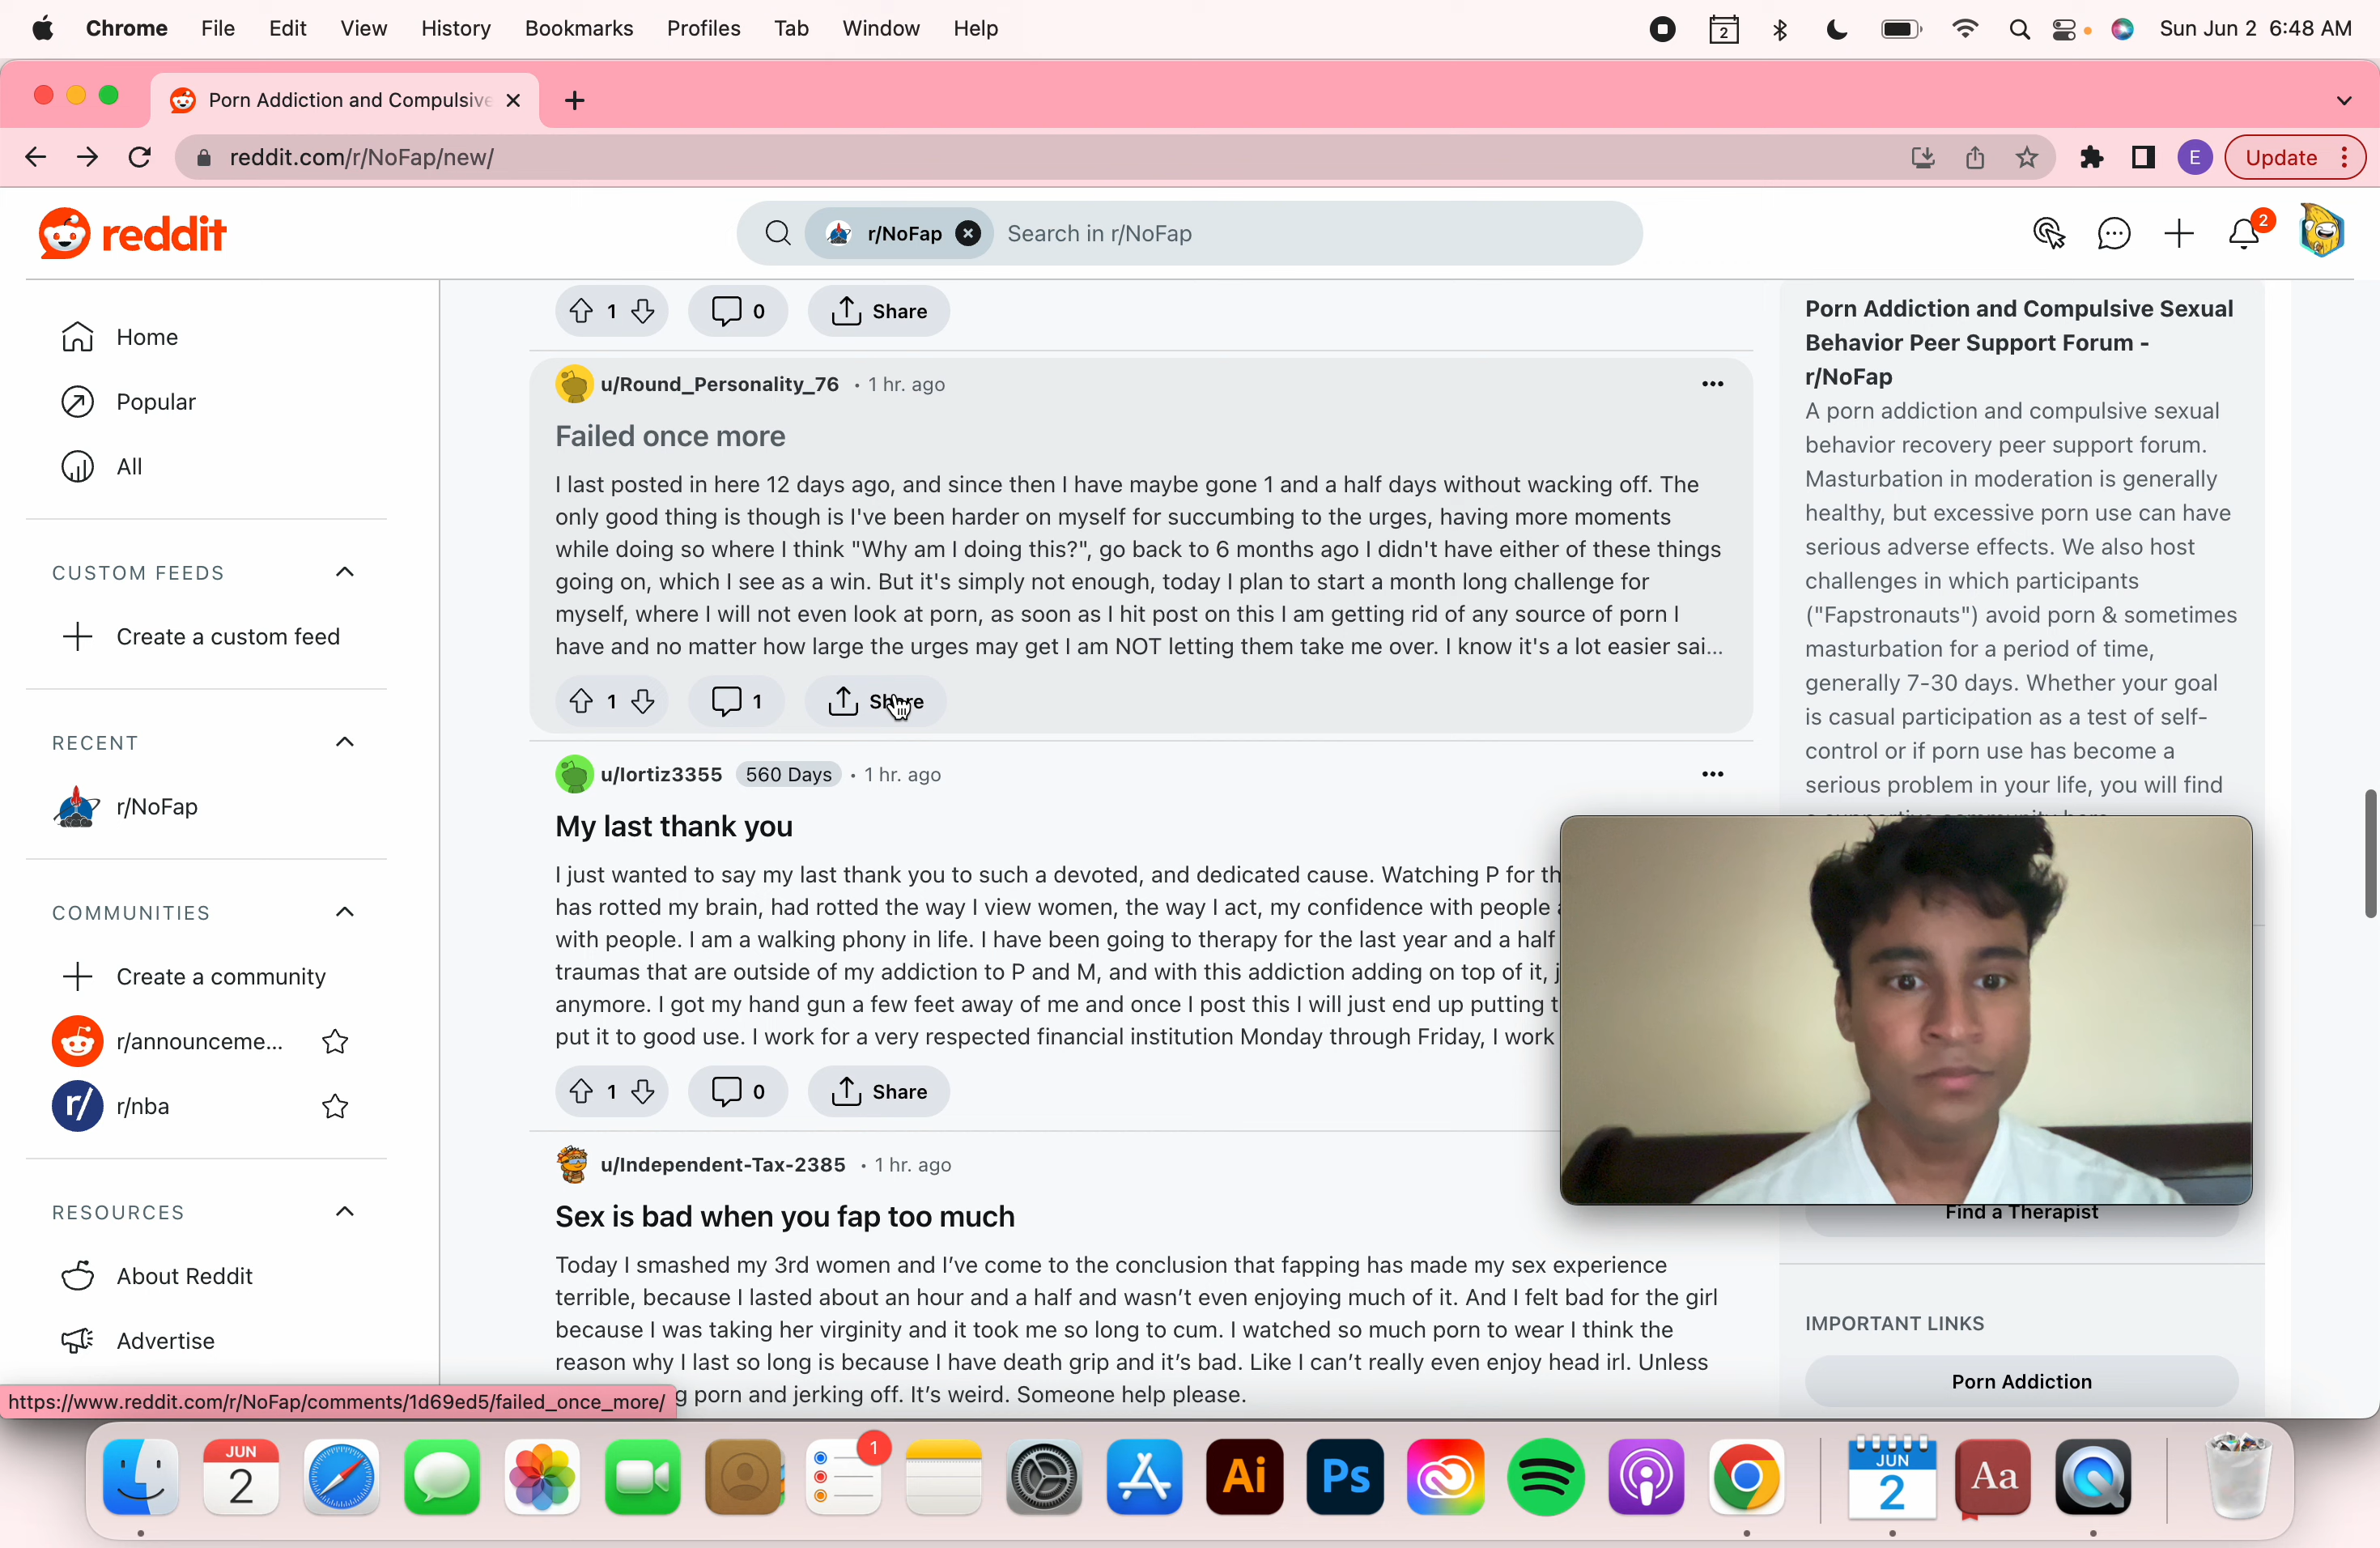 Chrome File Edit View History Bookmarks Profiles Tab Window Help
2
Sun Jun 2 6:48 AM
Porn Addiction and Compulsive
reddit.com/r/NoFap/new/
E
Update
reddit
r/NoFap
Search in r/NoFap
2
Home
Popular
All
CUSTOM FEEDS
Create a custom feed
RECENT
r/NoFap
COMMUNITIES
Create a community
r/announceme...
r/ r/nba
RESOURCES
About Reddit
Advertise
1
0
Share
u/Round_Personality_76 • 1 hr. ago
Failed once more
I last posted in here 12 days ago, and since then I have maybe gone 1 and a half days without wacking off. The
only good thing is though is I've been harder on myself for succumbing to the urges, having more moments
while doing so where I think "Why am I doing this?", go back to 6 months ago I didn't have either of these things
going on, which I see as a win. But it's simply not enough, today I plan to start a month long challenge for
myself, where I will not even look at porn, as soon as I hit post on this I am getting rid of any source of porn I
have and no matter how large the urges may get I am NOT letting them take me over. I know it's a lot easier sai...
1
1
Share
u/lortiz3355 560 Days • 1 hr. ago
My last thank you
I just wanted to say my last thank you to such a devoted, and dedicated cause. Watching P for th
has rotted my brain, had rotted the way I view women, the way I act, my confidence with people
with people. I am a walking phony in life. I have been going to therapy for the last year and a half
traumas that are outside of my addiction to P and M, and with this addiction adding on top of it, j
anymore. I got my hand gun a few feet away of me and once I post this I will just end up putting t
put it to good use. I work for a very respected financial institution Monday through Friday, I work
1
0
Share
u/Independent-Tax-2385 • 1 hr. ago
Sex is bad when you fap too much
Today I smashed my 3rd women and I've come to the conclusion that fapping has made my sex experience
terrible, because I lasted about an hour and a half and wasn't even enjoying much of it. And I felt bad for the girl
because I was taking her virginity and it took me so long to cum. I watched so much porn to wear I think the
reason why I last so long is because I have death grip and it's bad. Like I can't really even enjoy head irl. Unless
g porn and jerking off. It's weird. Someone help please.
Porn Addiction and Compulsive Sexual
Behavior Peer Support Forum -
r/NoFap
A porn addiction and compulsive sexual
behavior recovery peer support forum.
Masturbation in moderation is generally
healthy, but excessive porn use can have
serious adverse effects. We also host
challenges in which participants
("Fapstronauts") avoid porn & sometimes
masturbation for a period of time,
generally 7-30 days. Whether your goal
is casual participation as a test of self-
control or if porn use has become a
serious problem in your life, you will find
Find a Therapist
IMPORTANT LINKS
Porn Addiction
https://www.reddit.com/r/NoFap/comments/1d69ed5/failed_once_more/
JUN
2
1
Ai
Ps
JUN
2
Aa